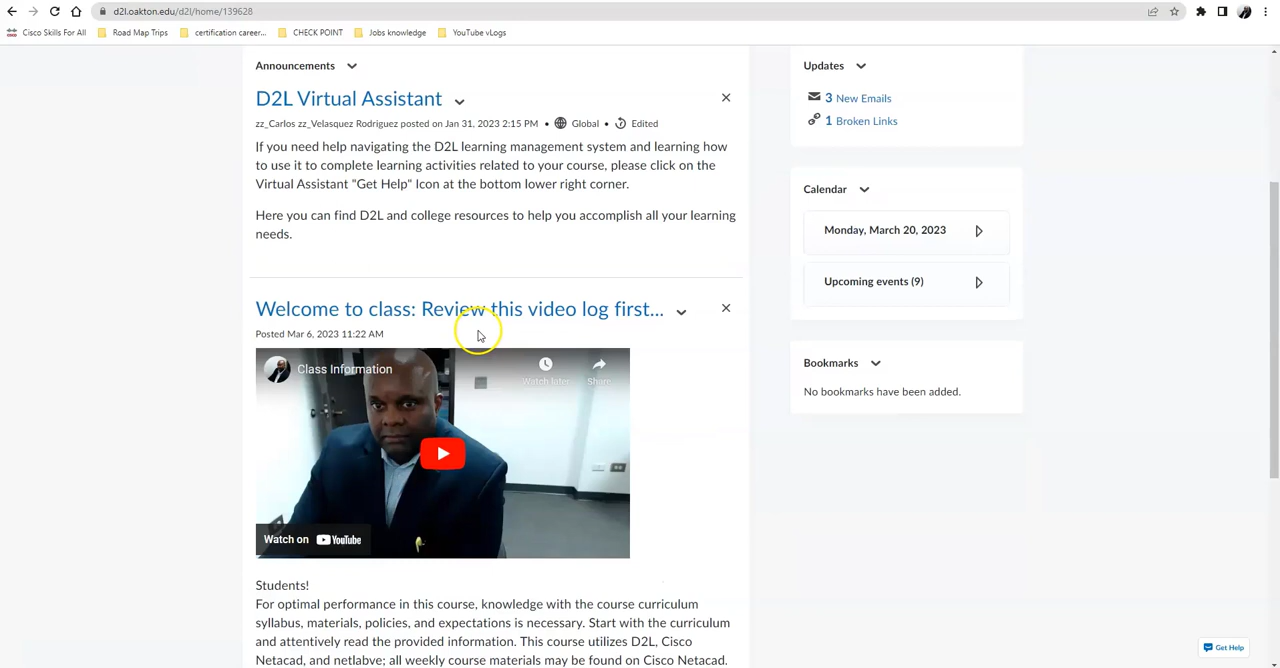 d2l.oakton.edu/d2l/home/139628
Cisco Skills For All
Road Map Trips
certification career...
CHECK POINT
Jobs knowledge
YouTube vLogs
Announcements
D2L Virtual Assistant
zz_Carlos zz_Velasquez Rodriguez posted on Jan 31, 2023 2:15 PM • Global • Edited
If you need help navigating the D2L learning management system and learning how
to use it to complete learning activities related to your course, please click on the
Virtual Assistant "Get Help" Icon at the bottom lower right corner.
Here you can find D2L and college resources to help you accomplish all your learning
needs.
Welcome to class: Review this video log first...
Posted Mar 6, 2023 11:22 AM
Class Information
Watch later
Share
Watch on YouTube
Students!
For optimal performance in this course, knowledge with the course curriculum
syllabus, materials, policies, and expectations is necessary. Start with the curriculum
and attentively read the provided information. This course utilizes D2L, Cisco
Netacad, and netlabve; all weekly course materials may be found on Cisco Netacad.
Updates
3 New Emails
1 Broken Links
Calendar
Monday, March 20, 2023
Upcoming events (9)
Bookmarks
No bookmarks have been added.
Get Help